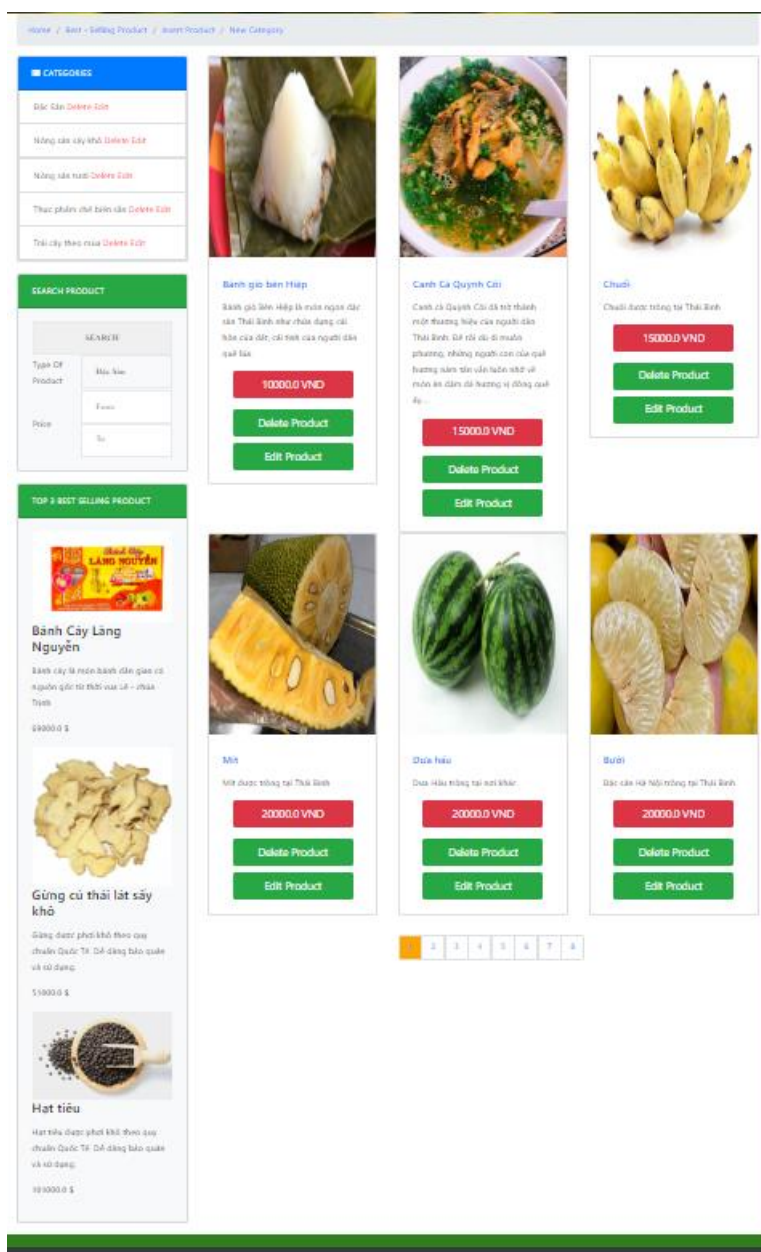 Home / Best - Selling Product / Insert Product / New Category
CATEGORIES
Đặc Sản Delete Edit
Nông sản sấy khô Delete Edit
Nông sản tươi Delete Edit
Thực phẩm chế biến sẵn Delete Edit
Trái cây theo mùa Delete Edit
SEARCH PRODUCT
SEARCH
Type Of
Product
Đặc Sản
Price
From
To
TOP 3 BEST SELLING PRODUCT
LÀNG NGUYỄN
Bánh Cáy Làng
Nguyễn
Bánh cáy là món bánh dân gian có
nguồn gốc từ thời vua Lê - chúa
Trịnh
Gừng củ thái lát sấy
khô
Gừng được phơi khô theo quy
chuẩn Quốc Tế. Dễ dàng bảo quản
và sử dụng.
51000.0 $
Hạt tiêu
Hạt tiêu được phơi khô theo quy
chuẩn Quốc Tế. Dễ dàng bảo quản
và sử dụng.
101000.0 $
Bánh giò bến Hiệp
Bánh giò Bến Hiệp là món ngon đặc
sản Thái Bình như chứa đựng cái
hồn của đất, cái tình của người dân
quê lúa
10000.0 VND
Delete Product
Edit Product
Canh Cá Quỳnh Côi
Canh cá Quỳnh Côi đã trở thành
một thương hiệu của người dân
Thái Bình. Để rồi dù đi muôn
phương, những người con của quê
hương năm tấn vẫn luôn nhớ về
món ăn đậm đà hương vị đồng quê
ấy...
15000.0 VND
Delete Product
Edit Product
Chuối
Chuối được trồng tại Thái Bình
15000.0 VND
Delete Product
Edit Product
Mít
Mít được trồng tại Thái Bình
20000.0 VND
Delete Product
Edit Product
Dưa hấu
Dưa Hấu trồng tại nơi khác
20000.0 VND
Delete Product
Edit Product
Bưởi
Đặc sản Hà Nội trồng tại Thái Bình
20000.0 VND
Delete Product
Edit Product
1 2 3 4 5 6 7 8